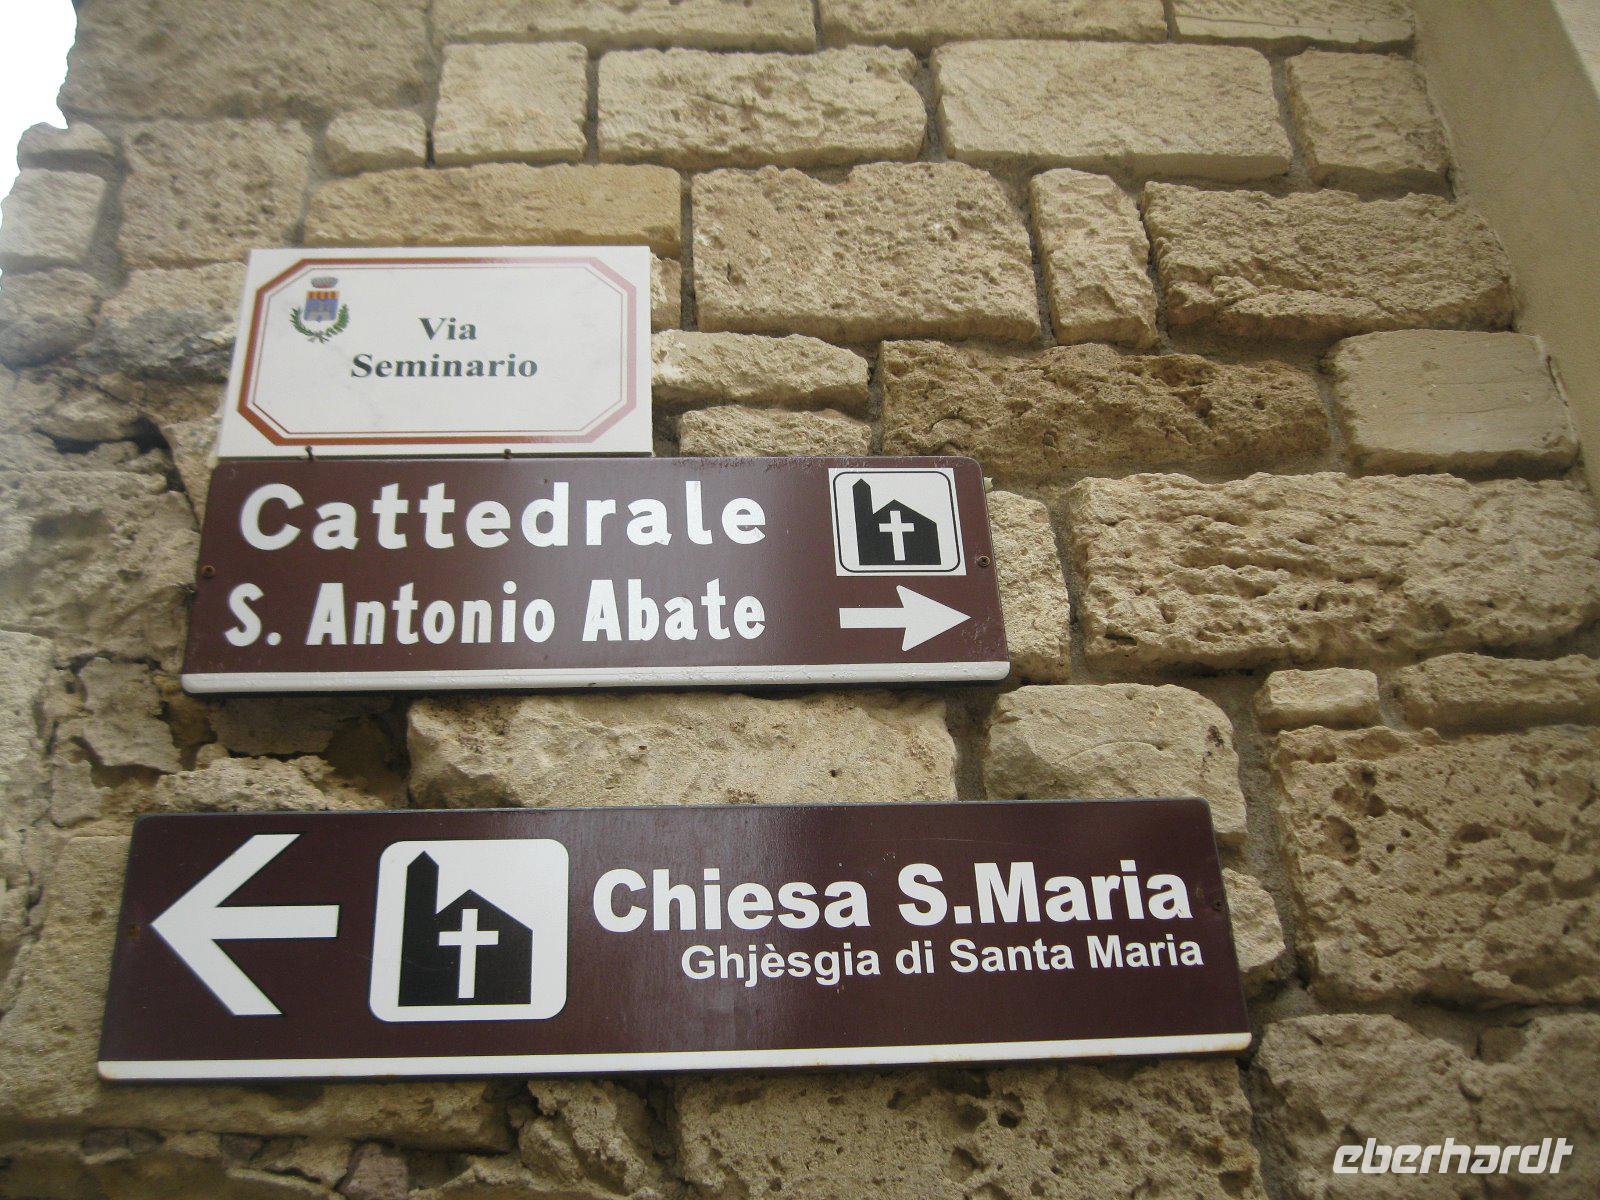 Via
Seminario
Cattedrale
S. Antonio Abate
Chiesa S.Maria
Ghjèsgia di Santa Maria
eberhardt